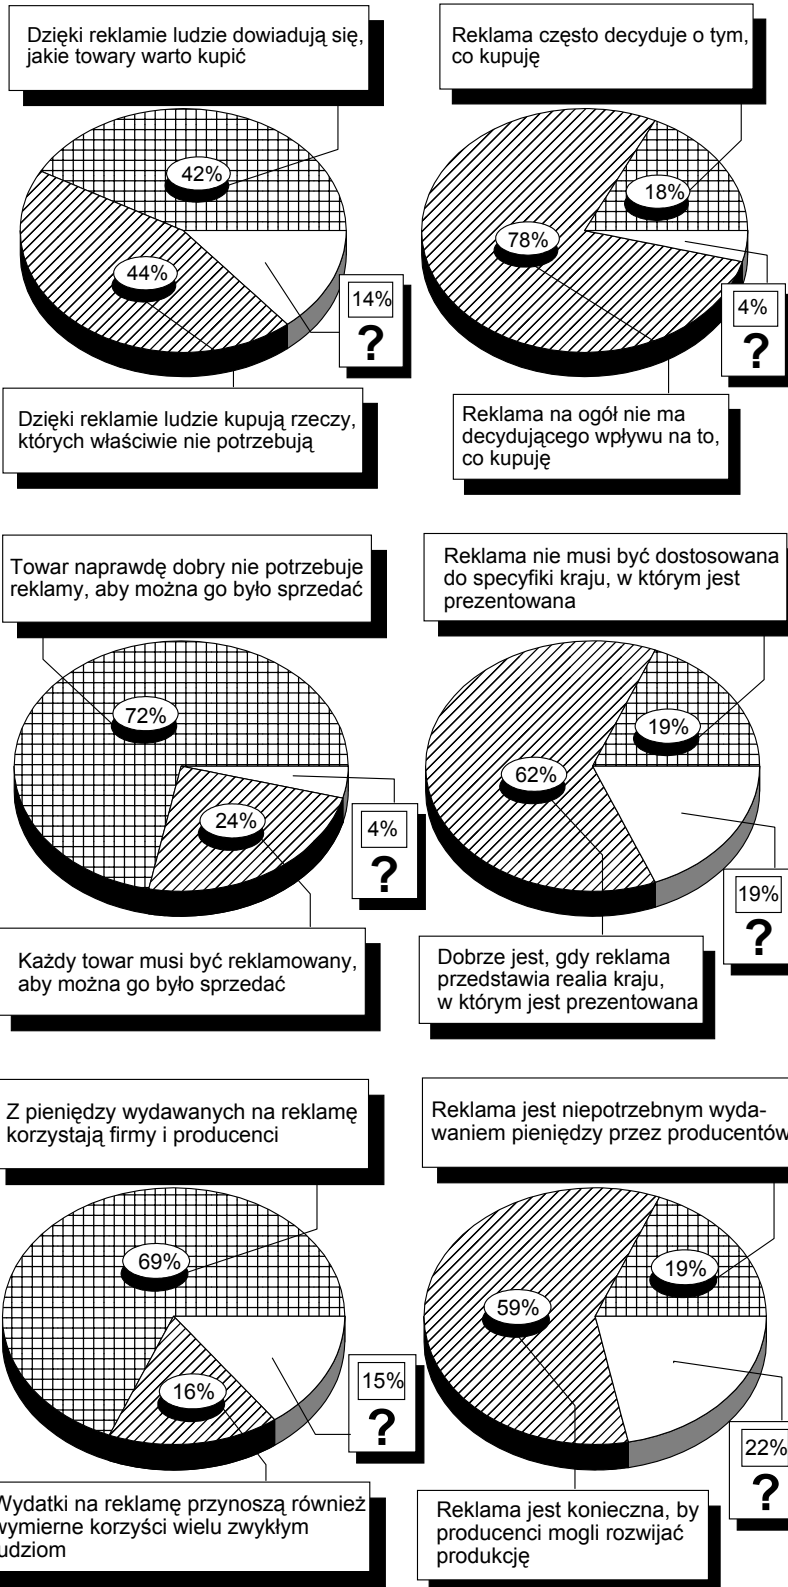 Dzięki reklamie ludzie dowiadują się,
jakie towary warto kupić
42%
44%
14%
?
Dzięki reklamie ludzie kupują rzeczy,
których właściwie nie potrzebują
Reklama często decyduje o tym,
co kupuję
18%
78%
4%
?
Reklama na ogół nie ma
decydującego wpływu na to,
co kupuję
Towar naprawdę dobry nie potrzebuje
reklamy, aby można go było sprzedać
72%
24%
4%
?
Każdy towar musi być reklamowany,
aby można go było sprzedać
Reklama nie musi być dostosowana
do specyfiki kraju, w którym jest
prezentowana
19%
62%
19%
?
Dobrze jest, gdy reklama
przedstawia realia kraju,
w którym jest prezentowana
Z pieniędzy wydawanych na reklamę
korzystają firmy i producenci
69%
16%
15%
?
Wydatki na reklamę przynoszą również
wymierne korzyści wielu zwykłym
udziom
Reklama jest niepotrzebnym wyda-
waniem pieniędzy przez producentów
19%
59%
22%
?
Reklama jest konieczna, by
producenci mogli rozwijać
produkcję